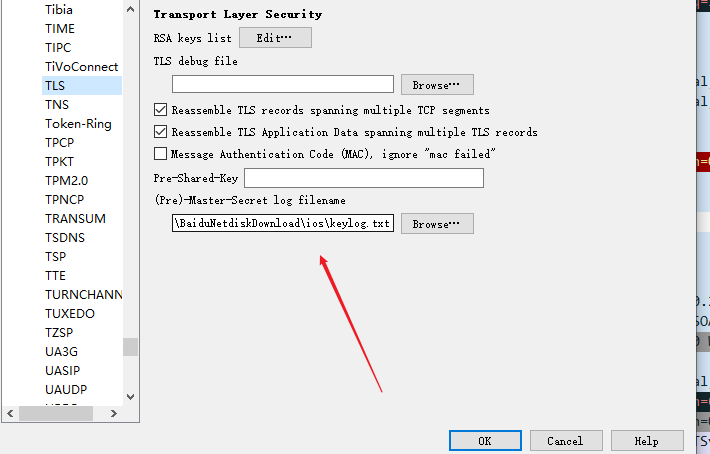 Tibia
TIME
TIPC
TiVoConnect
TLS
TNS
Token-Ring
TPCP
TPKT
TPM2.0
TPNCP
TRANSUM
TSDNS
TSP
TTE
TURNCHANN
TUXEDO
TZSP
UA3G
UASIP
UAUDP
Transport Layer Security
RSA keys list Edit…
TLS debug file
Browse…
Reassemble TLS records spanning multiple TCP segments
Reassemble TLS Application Data spanning multiple TLS records
Message Authentication Code (MAC), ignore "mac failed"
Pre-Shared-Key
(Pre)-Master-Secret log filename
\BaiduNetdiskDownload\ios\keylog.txt Browse…
OK Cancel Help